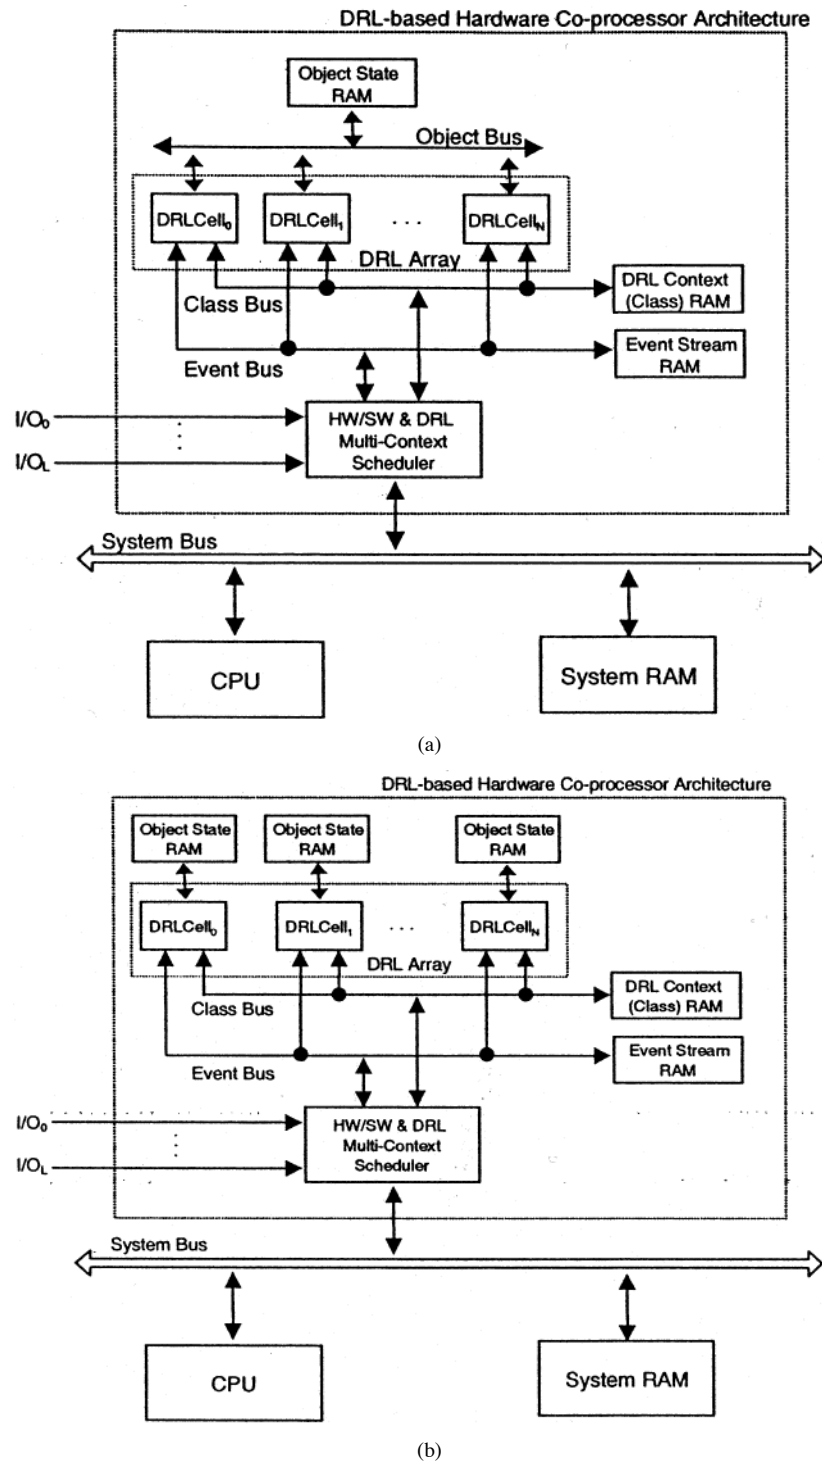 DRL-based Hardware Co-processor Architecture
Object State
RAM
Object Bus
DRLCell0
DRLCell1
. . .
DRLCellN
DRL Array
Class Bus
DRL Context
(Class) RAM
Event Bus
Event Stream
RAM
I/O0
I/OL
HW/SW & DRL
Multi-Context
Scheduler
System Bus
CPU
System RAM
(a)
DRL-based Hardware Co-processor Architecture
Object State
RAM
Object State
RAM
Object State
RAM
DRLCell0
DRLCell1
. . .
DRLCellN
DRL Array
Class Bus
DRL Context
(Class) RAM
Event Bus
Event Stream
RAM
I/O0
I/OL
HW/SW & DRL
Multi-Context
Scheduler
System Bus
CPU
System RAM
(b)